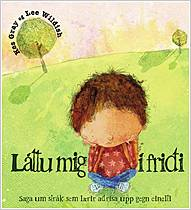 Kes Gray og Lee Wildish
Láttu mig í friði
Saga um strák sem lærir að rísa upp gegn einelti